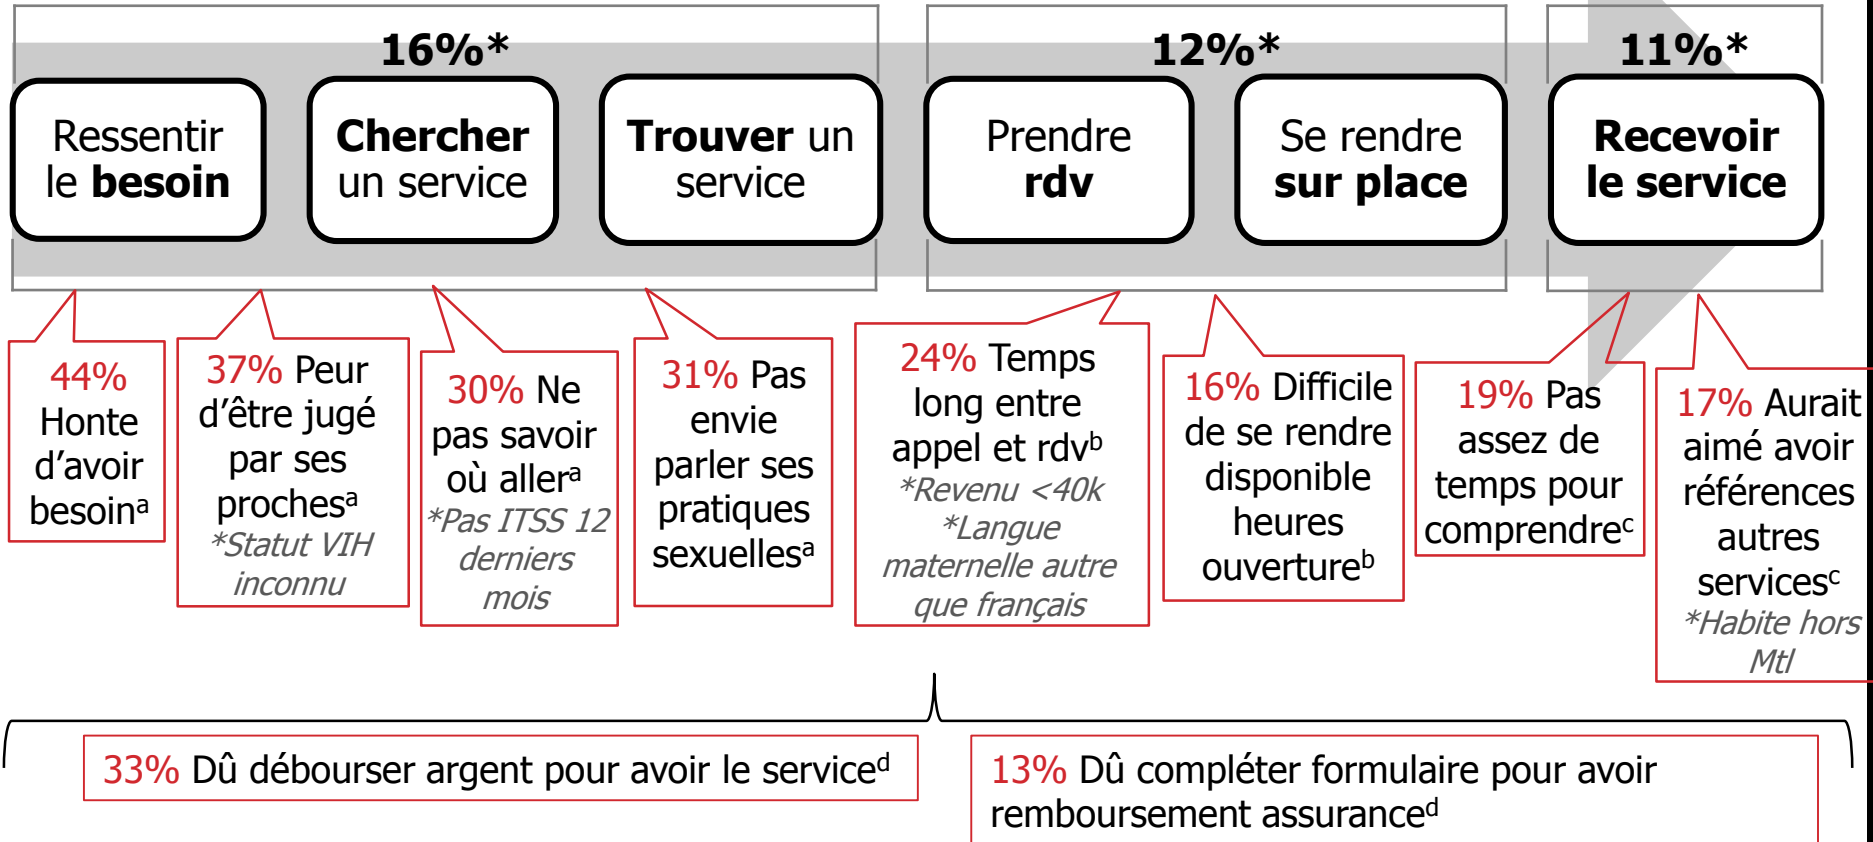 16%*
12%*
11%*
Ressentir
le besoin
Chercher
un service
Trouver un
service
Prendre
rdv
Se rendre
sur place
Recevoir
le service
44%
Honte
d'avoir
besoinᵃ
37% Peur
d'être jugé
par ses
prochesᵃ
*Statut VIH
inconnu
30% Ne
pas savoir
où allerᵃ
*Pas ITSS 12
derniers
mois
31% Pas
envie
parler ses
pratiques
sexuellesᵃ
24% Temps
long entre
appel et rdvᵇ
*Revenu <40k
*Langue
maternelle autre
que français
16% Difficile
de se rendre
disponible
heures
ouvertureᵇ
19% Pas
assez de
temps pour
comprendreᶜ
17% Aurait
aimé avoir
références
autres
servicesᶜ
*Habite hors
Mtl
33% Dû débourser argent pour avoir le serviceᵈ
13% Dû compléter formulaire pour avoir
remboursement assuranceᵈ